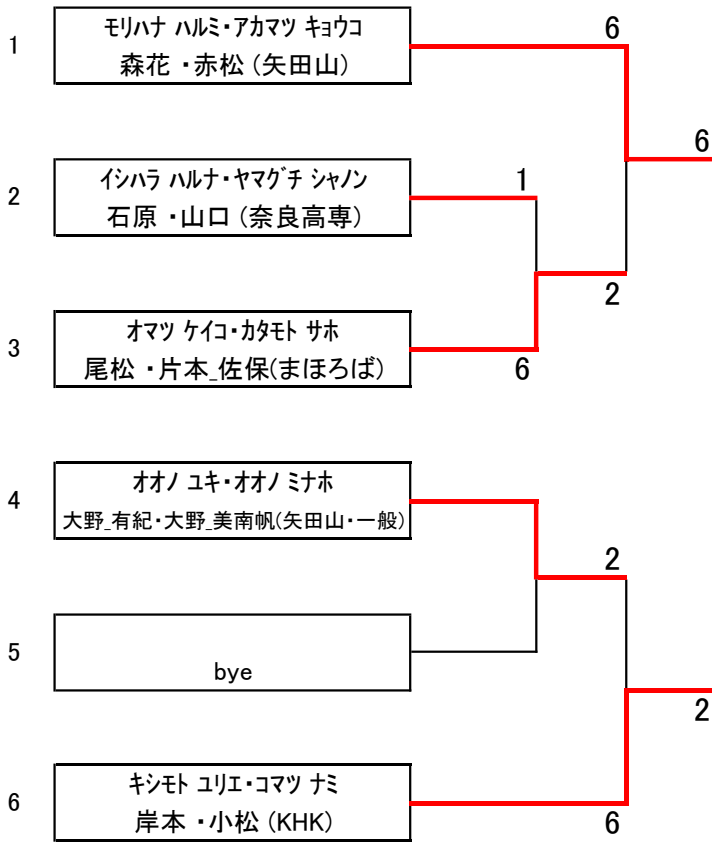 1
モリハナ ハルミ・アカマツ キョウコ
森花 ・赤松 (矢田山)
6
6
2
イシハラ ハルナ・ヤマグチ シャノン
石原 ・山口 (奈良高専)
1
2
3
オマツ ケイコ・カタモト サホ
尾松 ・片本_佐保(まほろば)
6
4
オオノ ユキ・オオノ ミナホ
大野_有紀・大野_美南帆(矢田山・一般)
2
5
bye
2
6
キシモト ユリエ・コマツ ナミ
岸本 ・小松 (KHK)
6